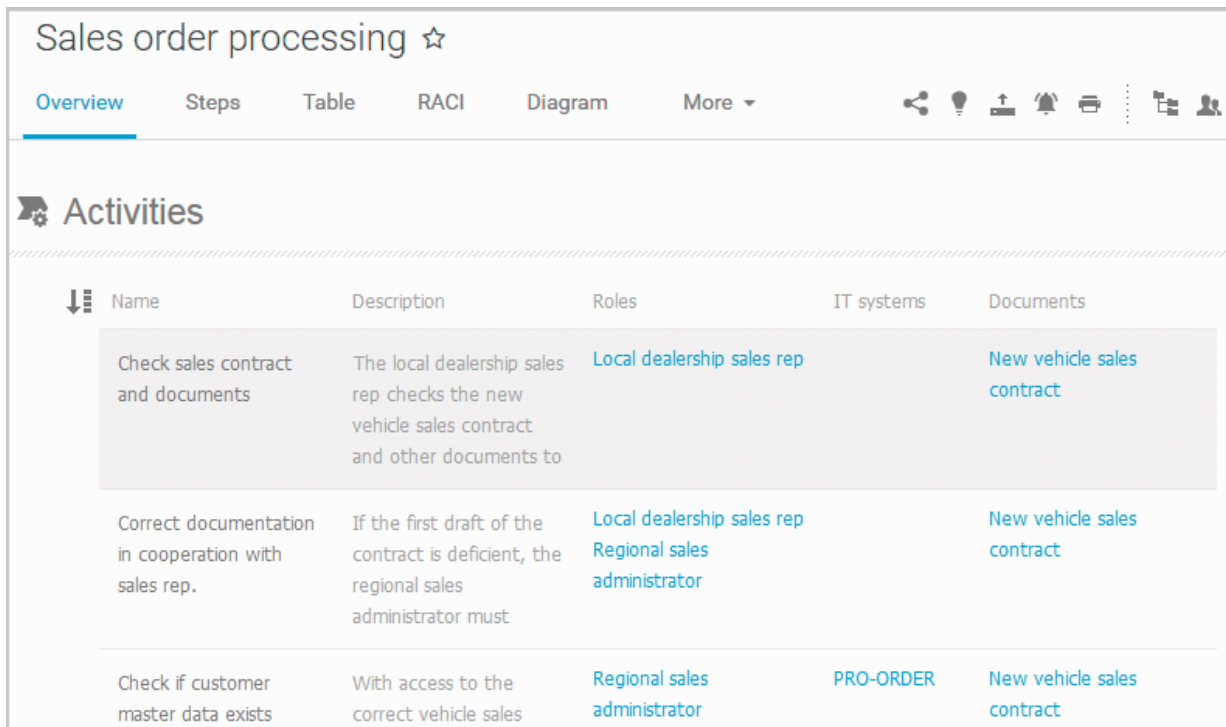 Sales order processing
Overview Steps Table RACI Diagram More
Activities
Name Description Roles IT systems Documents
Check sales contract
and documents
The local dealership sales
rep checks the new
vehicle sales contract
and other documents to
Local dealership sales rep
New vehicle sales
contract
Correct documentation
in cooperation with
sales rep.
If the first draft of the
contract is deficient, the
regional sales
administrator must
Local dealership sales rep
Regional sales
administrator
New vehicle sales
contract
Check if customer
master data exists
With access to the
correct vehicle sales
Regional sales
administrator
PRO-ORDER
New vehicle sales
contract